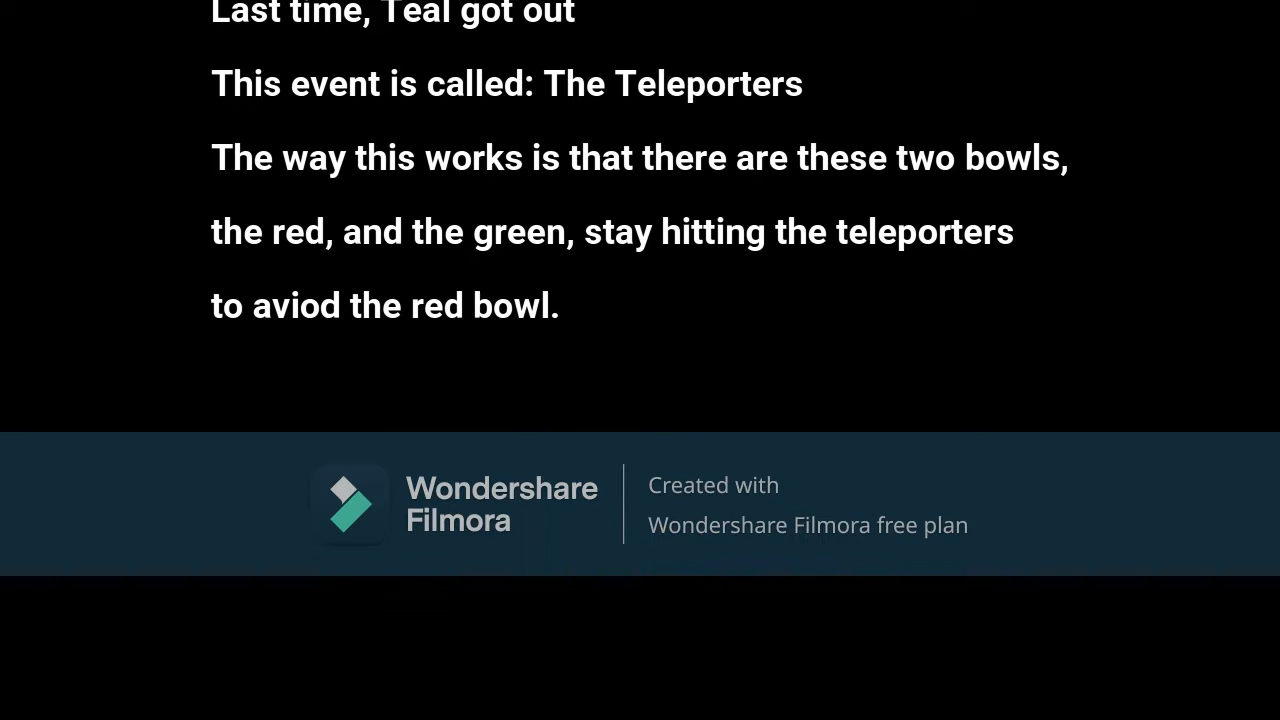 Last time, Teal got out
This event is called: The Teleporters
The way this works is that there are these two bowls,
the red, and the green, stay hitting the teleporters
to aviod the red bowl.
Wondershare
Filmora
Created with
Wondershare Filmora free plan